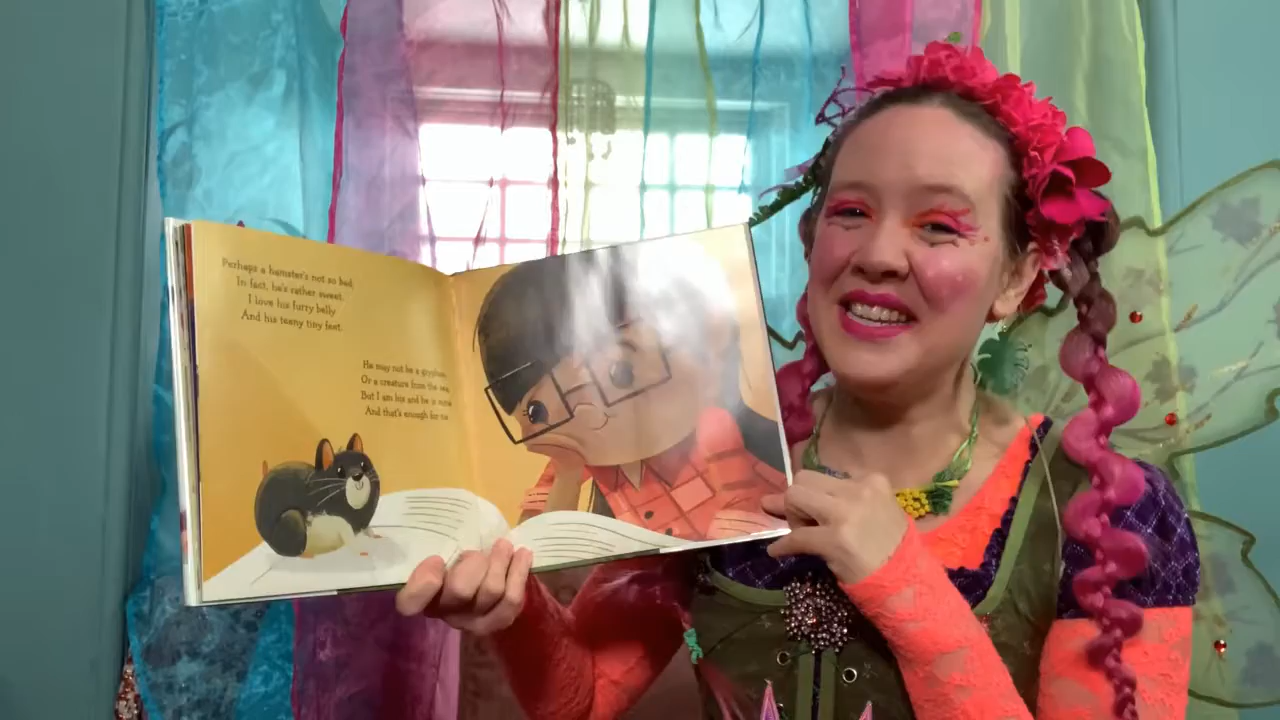 Perhaps a hamster's not so bad.
In fact, he's rather sweet.
I love his furry belly
And his teeny tiny feet.
He may not be a gryphon
Or a creature from the sea,
But I am his and he is mine
And that's enough for me